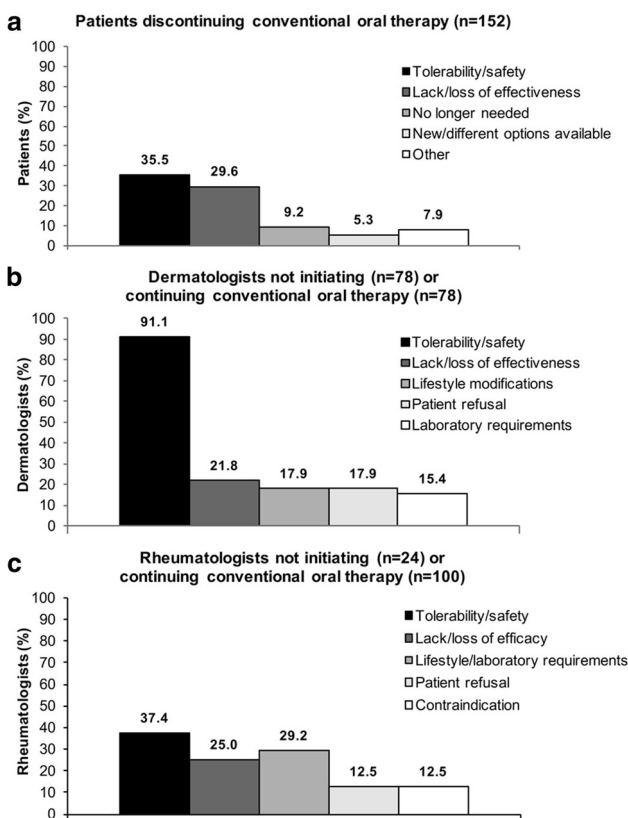 a
Patients discontinuing conventional oral therapy (n=152)
Patients (%)
100
90
80
70
60
50
40
30
20
10
0
35.5
29.6
9.2
5.3
7.9
Tolerability/safety
Lack/loss of effectiveness
No longer needed
New/different options available
Other
b
Dermatologists not initiating (n=78) or
continuing conventional oral therapy (n=78)
Dermatologists (%)
100
90
80
70
60
50
40
30
20
10
0
91.1
21.8
17.9
17.9
15.4
Tolerability/safety
Lack/loss of effectiveness
Lifestyle modifications
Patient refusal
Laboratory requirements
c
Rheumatologists not initiating (n=24) or
continuing conventional oral therapy (n=100)
Rheumatologists (%)
100
90
80
70
60
50
40
30
20
10
0
37.4
25.0
29.2
12.5
12.5
Tolerability/safety
Lack/loss of efficacy
Lifestyle/laboratory requirements
Patient refusal
Contraindication